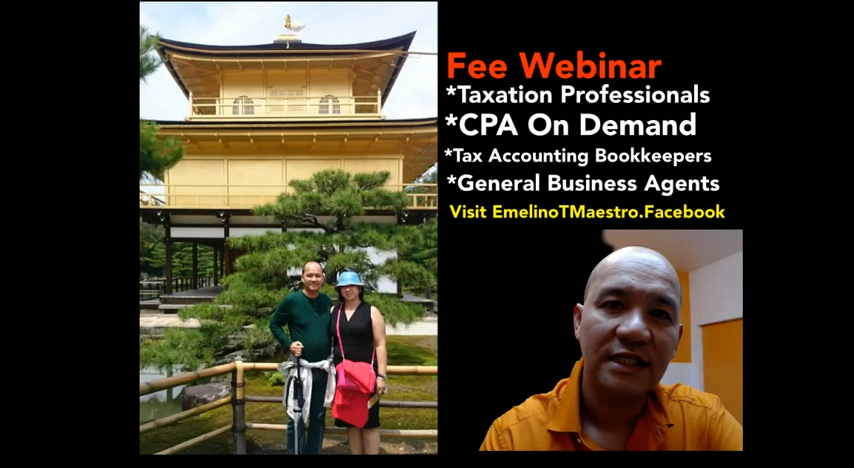 Fee Webinar
*Taxation Professionals
*CPA On Demand
*Tax Accounting Bookkeepers
*General Business Agents
Visit EmelinoTMaestro.Facebook